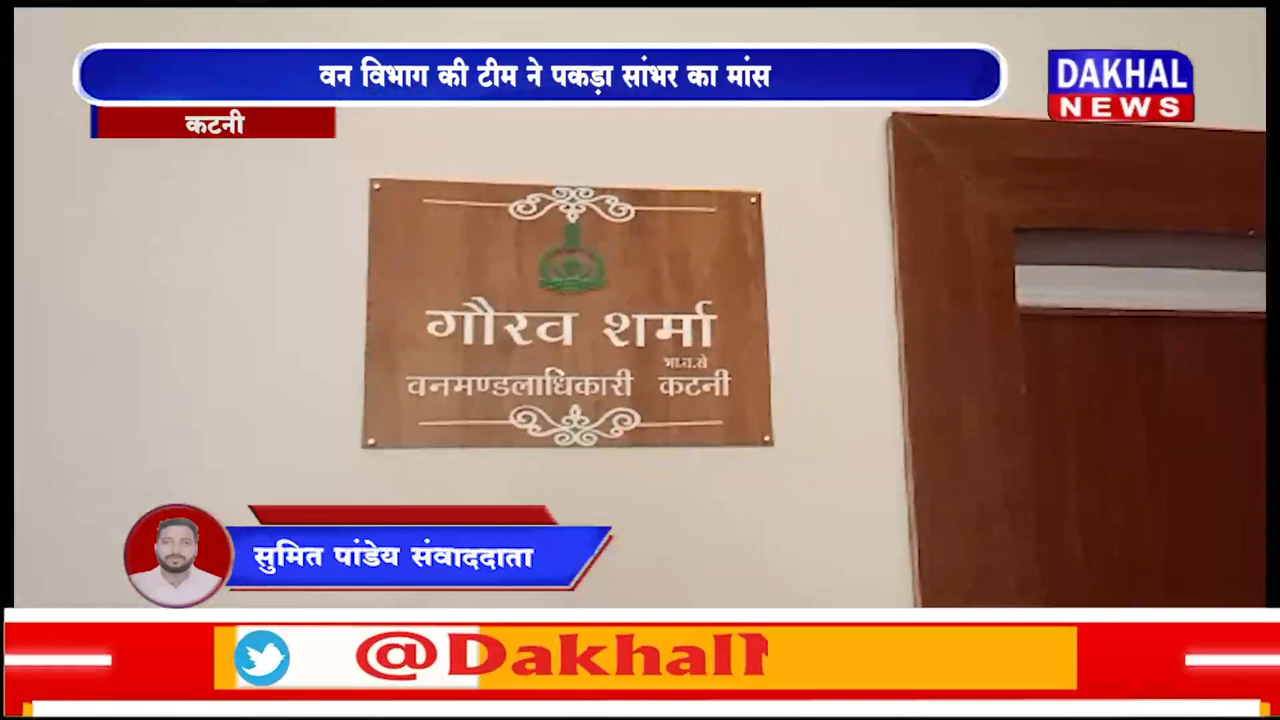 वन विभाग की टीम ने पकड़ा सांभर का मांस
DAKHAL
NEWS
कटनी
गौरव शर्मा
भा.व.से
वनमण्डलाधिकारी कटनी
सुमित पांडेय संवाददाता
@Dakhal